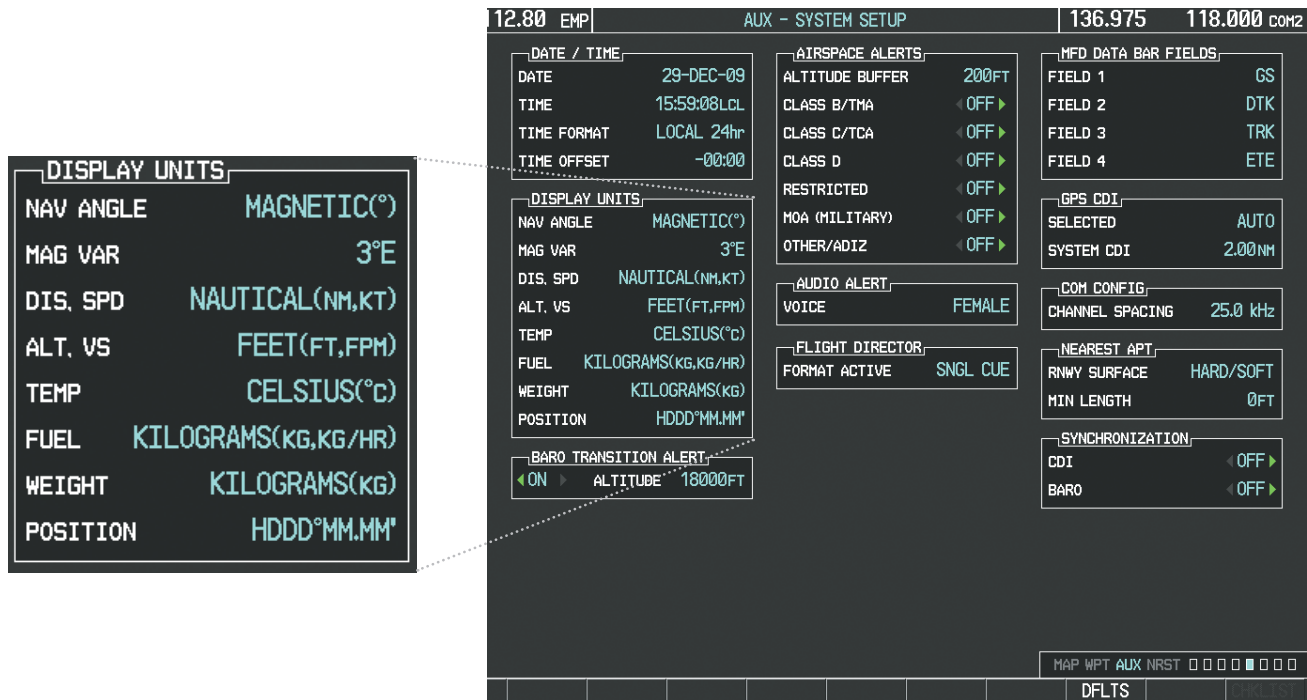 DISPLAY UNITS
NAV ANGLE MAGNETIC(°)
MAG VAR 3°E
DIS, SPD NAUTICAL(NM,KT)
ALT, VS FEET(FT,FPM)
TEMP CELSIUS(°C)
FUEL KILOGRAMS(KG,KG/HR)
WEIGHT KILOGRAMS(KG)
POSITION HDDD°MM.MM'
12.80 EMP AUX - SYSTEM SETUP 136.975 118.000 COM2
DATE / TIME
DATE 29-DEC-09
TIME 15:59:08LCL
TIME FORMAT LOCAL 24hr
TIME OFFSET -00:00
DISPLAY UNITS
NAV ANGLE MAGNETIC(°)
MAG VAR 3°E
DIS, SPD NAUTICAL(NM,KT)
ALT, VS FEET(FT,FPM)
TEMP CELSIUS(°C)
FUEL KILOGRAMS(KG,KG/HR)
WEIGHT KILOGRAMS(KG)
POSITION HDDD°MM.MM'
BARO TRANSITION ALERT
ON ALTITUDE 18000FT
AIRSPACE ALERTS
ALTITUDE BUFFER 200FT
CLASS B/TMA OFF
CLASS C/TCA OFF
CLASS D OFF
RESTRICTED OFF
MOA (MILITARY) OFF
OTHER/ADIZ OFF
AUDIO ALERT
VOICE FEMALE
FLIGHT DIRECTOR
FORMAT ACTIVE SNGL CUE
MFD DATA BAR FIELDS
FIELD 1 GS
FIELD 2 DTK
FIELD 3 TRK
FIELD 4 ETE
GPS CDI
SELECTED AUTO
SYSTEM CDI 2.00NM
COM CONFIG
CHANNEL SPACING 25.0 kHz
NEAREST APT
RNWY SURFACE HARD/SOFT
MIN LENGTH 0FT
SYNCHRONIZATION
CDI OFF
BARO OFF
MAP WPT AUX NRST
DFLTS CHKLIST